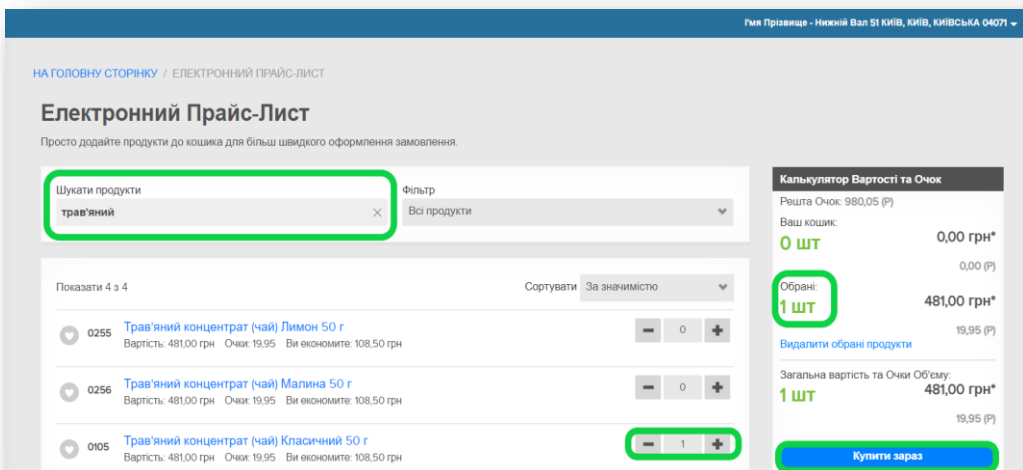 І'мя Прізвище - Нижній Вал 51 КИЇВ, КИЇВ, КИЇВСЬКА 04071
НА ГОЛОВНУ СТОРІНКУ / ЕЛЕКТРОННИЙ ПРАЙС-ЛИСТ
Електронний Прайс-Лист
Просто додайте продукти до кошика для більш швидкого оформлення замовлення.
Шукати продукти
трав'яний
Фільтр
Всі продукти
Показати 4 з 4
Сортувати За значимістю
0255 Трав'яний концентрат (чай) Лимон 50 г
Вартість: 481,00 грн Очки: 19,95 Ви економите: 108,50 грн
0
0256 Трав'яний концентрат (чай) Малина 50 г
Вартість: 481,00 грн Очки: 19,95 Ви економите: 108,50 грн
0
0105 Трав'яний концентрат (чай) Класичний 50 г
Вартість: 481,00 грн Очки: 19,95 Ви економите: 108,50 грн
1
Калькулятор Вартості та Очок
Решта Очок: 980,05 (P)
Ваш кошик:
0 шт 0,00 грн*
0,00 (P)
Обрані:
1 шт 481,00 грн*
19,95 (P)
Видалити обрані продукти
Загальна вартість та Очки Об'єму:
1 шт 481,00 грн*
19,95 (P)
Купити зараз